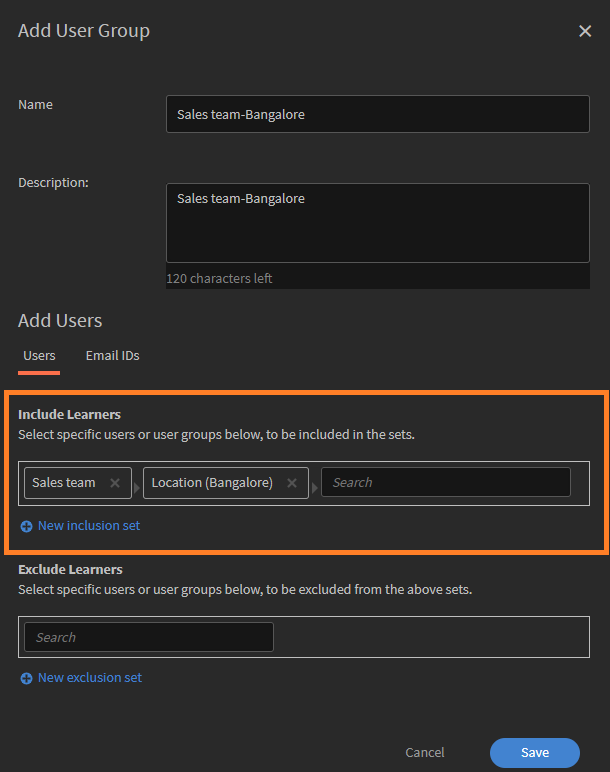 Add User Group
Name
Sales team-Bangalore
Description:
Sales team-Bangalore
120 characters left
Add Users
Users Email IDs
Include Learners
Select specific users or user groups below, to be included in the sets.
Sales team Location (Bangalore) Search
New inclusion set
Exclude Learners
Select specific users or user groups below, to be excluded from the above sets.
Search
New exclusion set
Cancel Save